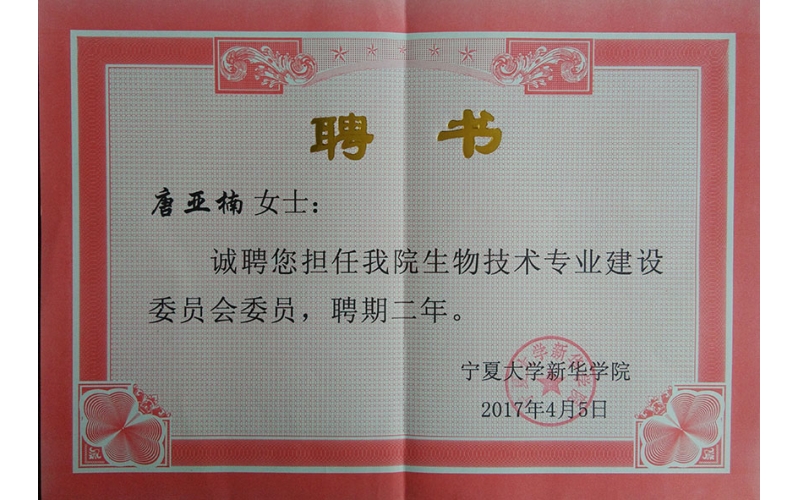 聘书
唐亚楠女士：
诚聘您担任我院生物技术专业建设
委员会委员，聘期二年。
宁夏大学新华学院
2017年4月5日